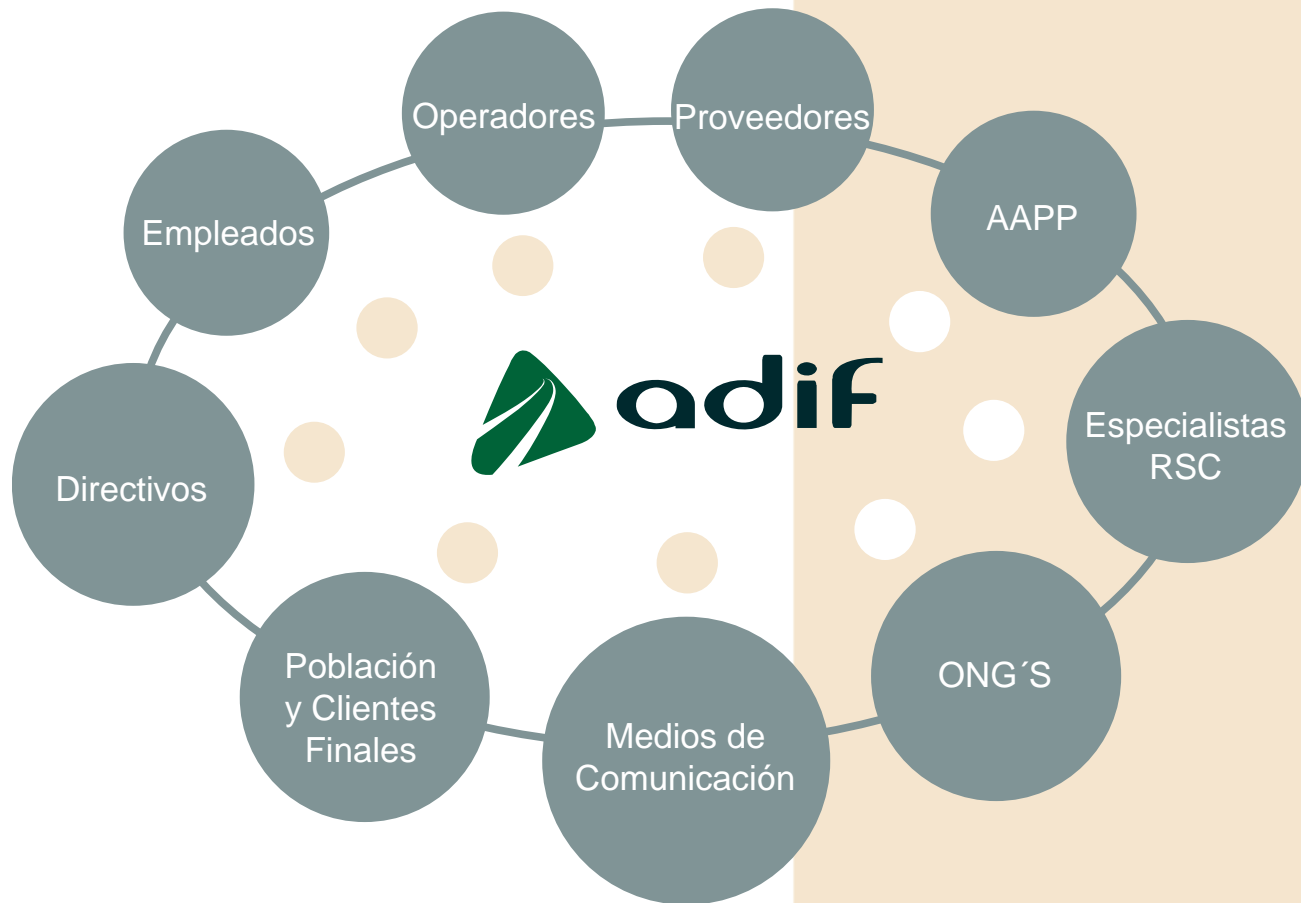 Operadores
Proveedores
Empleados
AAPP
adif
Especialistas
RSC
Directivos
Población
y Clientes
Finales
ONG´S
Medios de
Comunicación